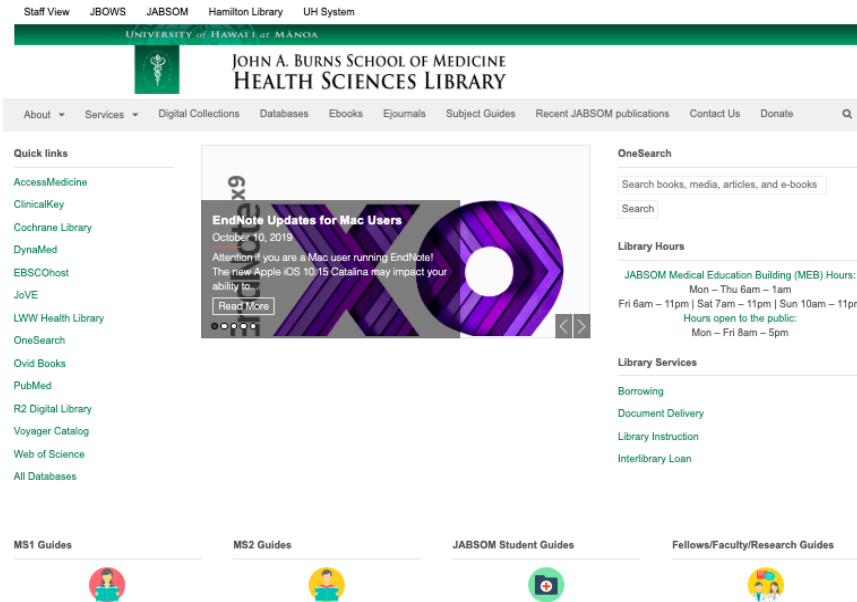 Staff View JBOWS JABSOM Hamilton Library UH System
UNIVERSITY of HAWAI‘I at MĀNOA
JOHN A. BURNS SCHOOL OF MEDICINE
HEALTH SCIENCES LIBRARY
About Services Digital Collections Databases Ebooks Ejournals Subject Guides Recent JABSOM publications Contact Us Donate
Quick links
AccessMedicine
ClinicalKey
Cochrane Library
DynaMed
EBSCOhost
JoVE
LWW Health Library
OneSearch
Ovid Books
PubMed
R2 Digital Library
Voyager Catalog
Web of Science
All Databases
EndNote x9
EndNote Updates for Mac Users
October 10, 2019
Attention if you are a Mac user running EndNote!
The new Apple iOS 10.15 Catalina may impact your
ability to...
Read More
OneSearch
Search books, media, articles, and e-books
Search
Library Hours
JABSOM Medical Education Building (MEB) Hours:
Mon – Thu 6am – 1am
Fri 6am – 11pm | Sat 7am – 11pm | Sun 10am – 11pm
Hours open to the public:
Mon – Fri 8am – 5pm
Library Services
Borrowing
Document Delivery
Library Instruction
Interlibrary Loan
MS1 Guides
MS2 Guides
JABSOM Student Guides
Fellows/Faculty/Research Guides